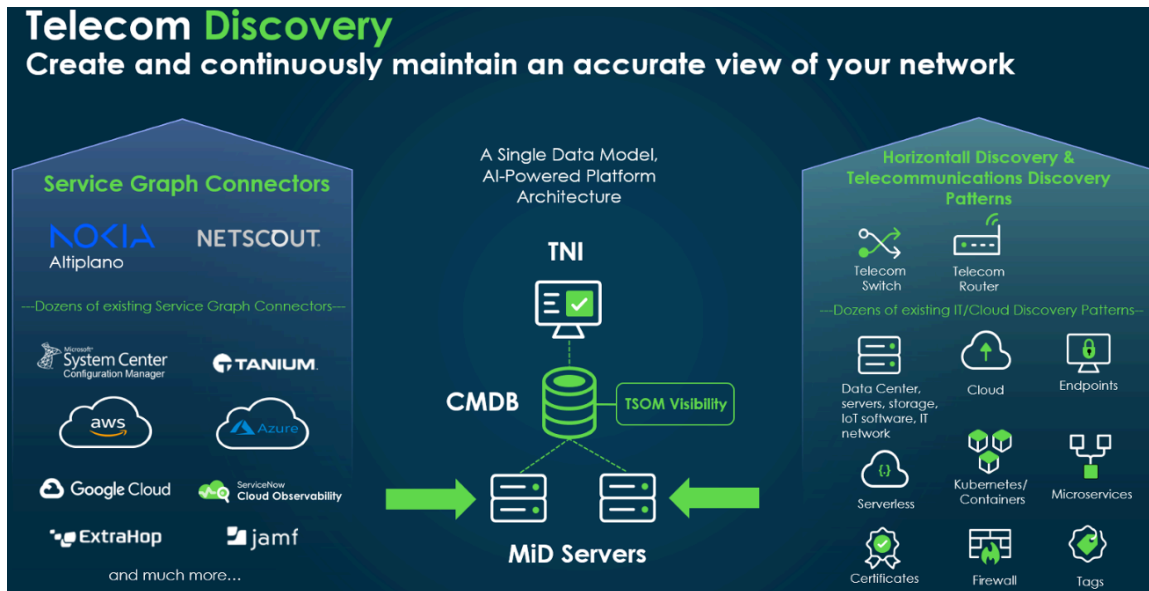 Telecom Discovery
Create and continuously maintain an accurate view of your network
Service Graph Connectors
NOKIA
Altiplano
NETSCOUT.
---Dozens of existing Service Graph Connectors---
Microsoft®
System Center
Configuration Manager
TANIUM.
aws
Azure
Google Cloud
ServiceNow
Cloud Observability
ExtraHop
jamf
and much more...
A Single Data Model,
AI-Powered Platform
Architecture
TNI
CMDB
TSOM Visibility
MiD Servers
Horizontall Discovery &
Telecommunications Discovery
Patterns
Telecom
Switch
Telecom
Router
---Dozens of existing IT/Cloud Discovery Patterns--
Data Center,
servers, storage,
IoT software, IT
network
Cloud
Endpoints
{.}
Serverless
Kubernetes/
Containers
Microservices
Certificates
Firewall
Tags